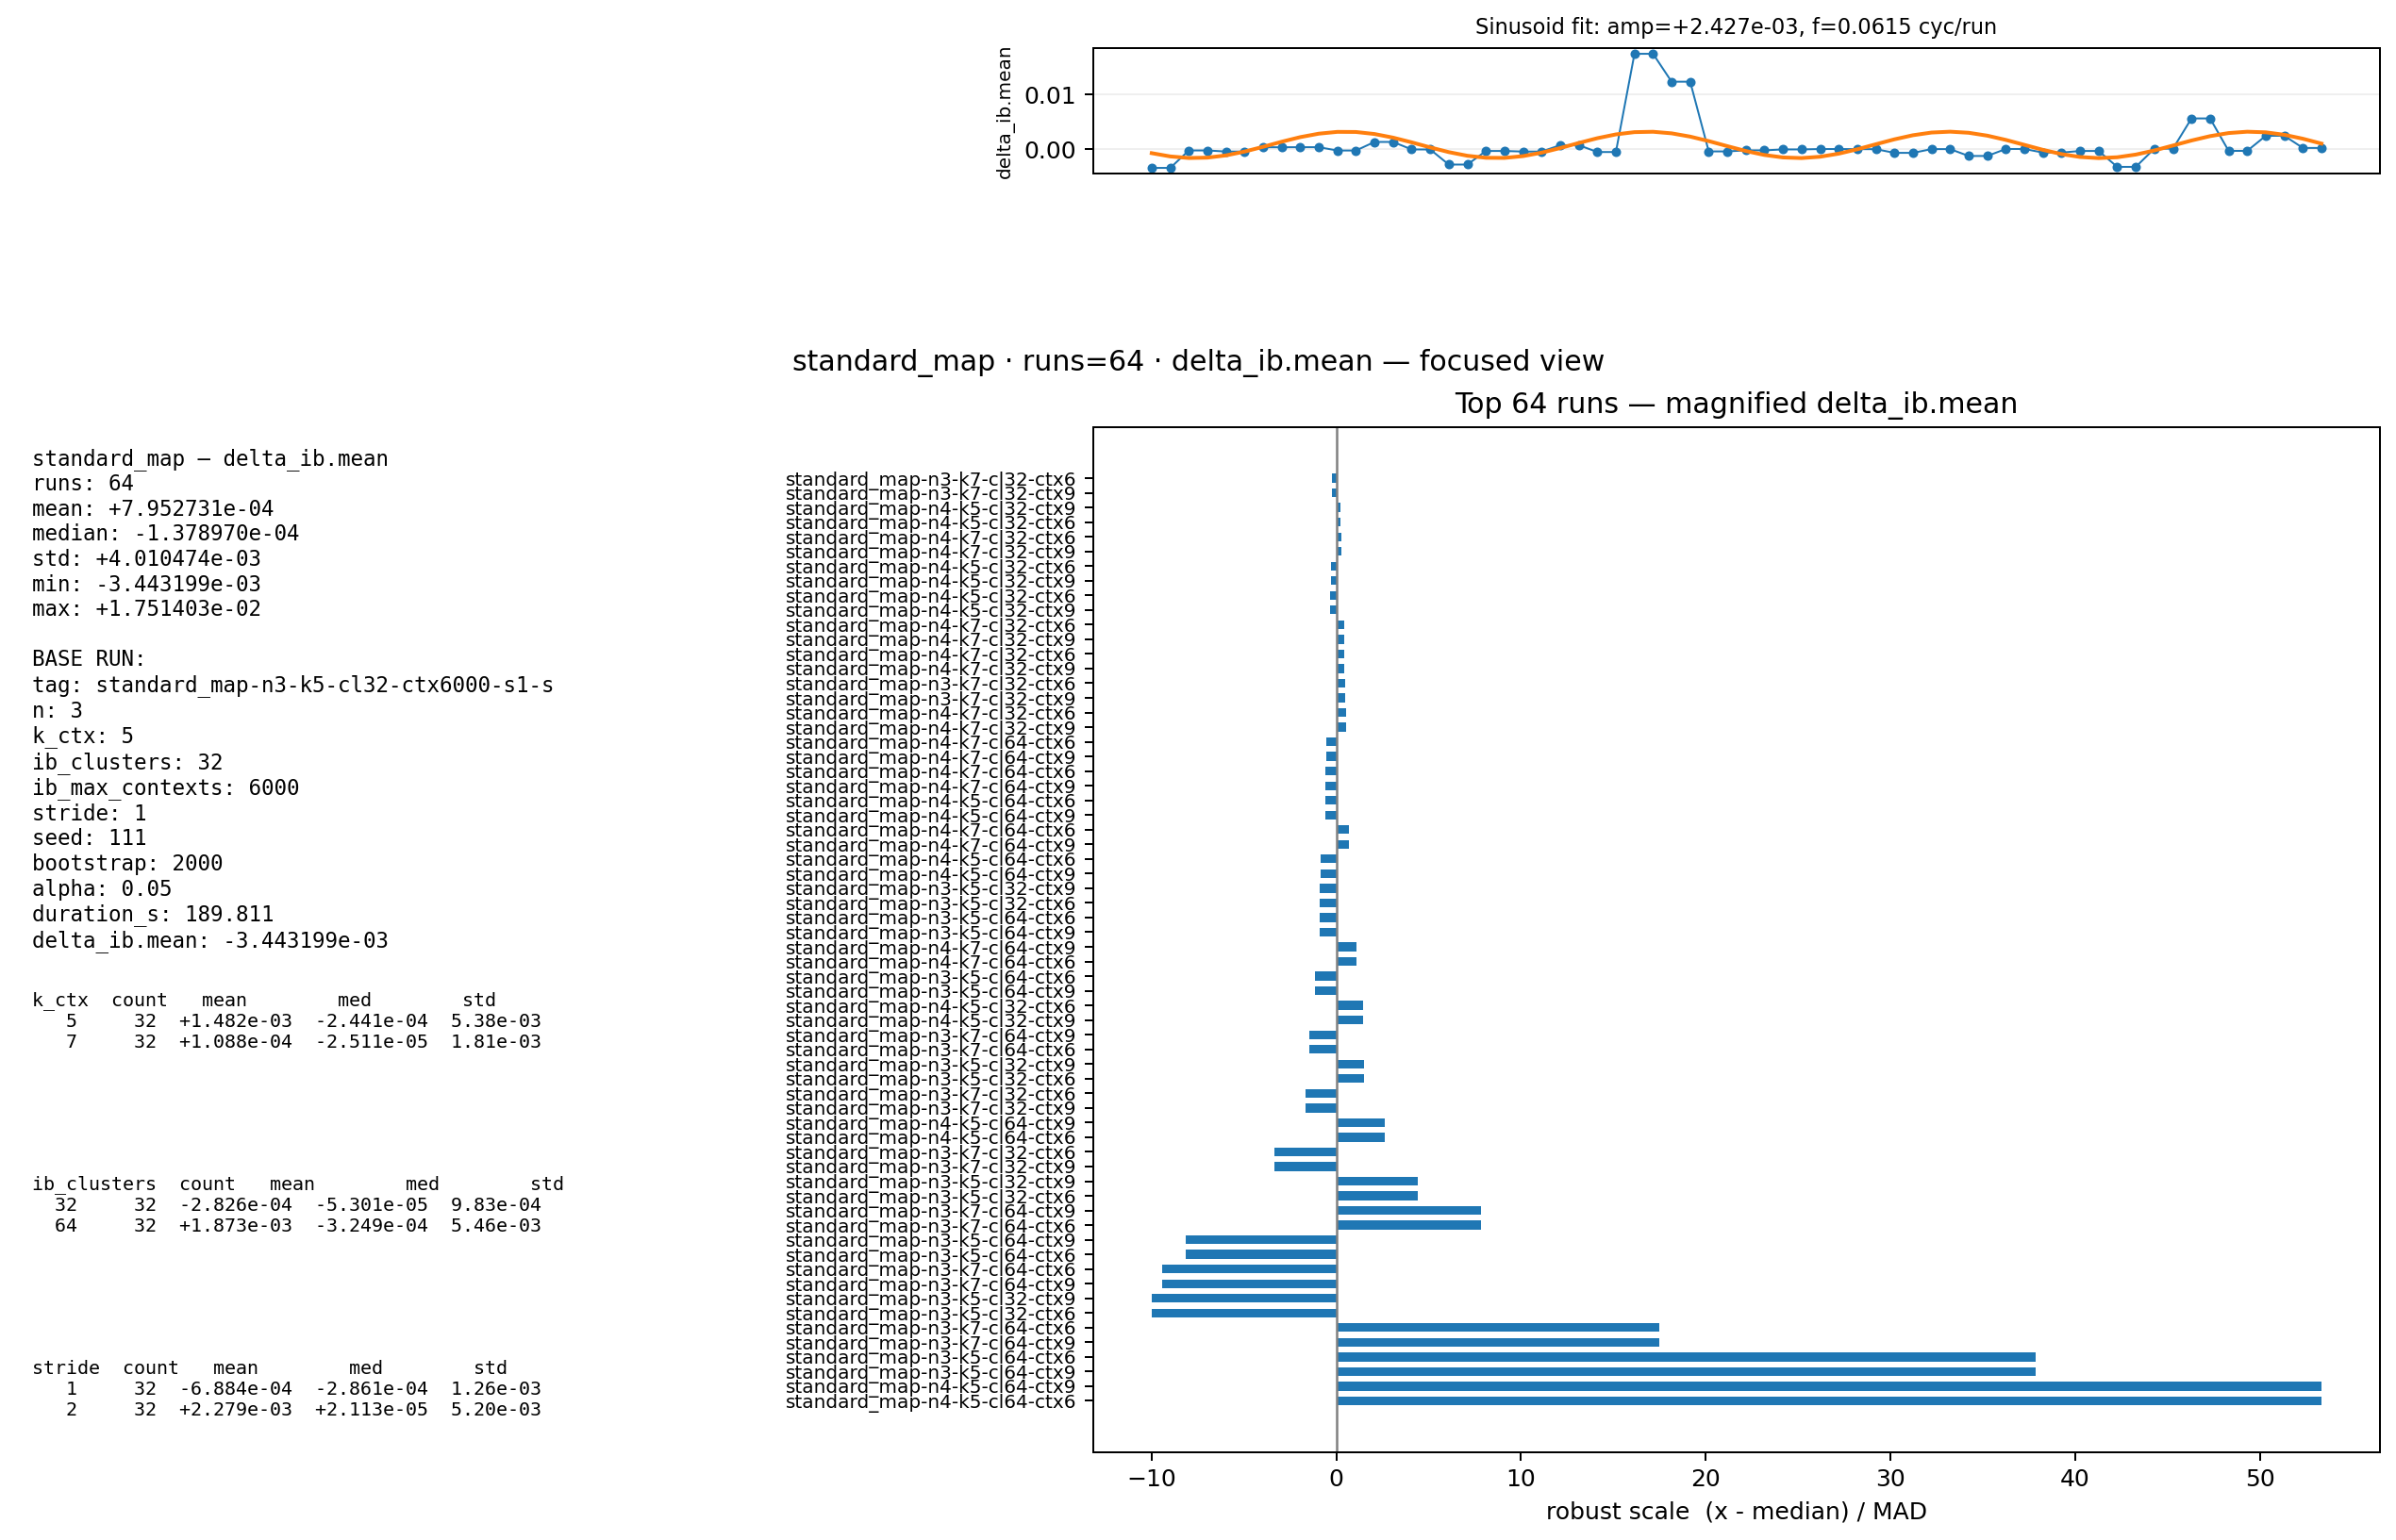 Sinusoid fit: amp=+2.427e-03, f=0.0615 cyc/run
delta_ib.mean
0.01
0.00
standard_map · runs=64 · delta_ib.mean — focused view
Top 64 runs — magnified delta_ib.mean
standard_map — delta_ib.mean
runs: 64
mean: +7.952731e-04
median: -1.378970e-04
std: +4.010474e-03
min: -3.443199e-03
max: +1.751403e-02
BASE RUN:
tag: standard_map-n3-k5-cl32-ctx6000-s1-s
n: 3
k_ctx: 5
ib_clusters: 32
ib_max_contexts: 6000
stride: 1
seed: 111
bootstrap: 2000
alpha: 0.05
duration_s: 189.811
delta_ib.mean: -3.443199e-03
k_ctx count mean med std
5 32 +1.482e-03 -2.441e-04 5.38e-03
7 32 +1.088e-04 -2.511e-05 1.81e-03
ib_clusters count mean med std
32 32 -2.826e-04 -5.301e-05 9.83e-04
64 32 +1.873e-03 -3.249e-04 5.46e-03
stride count mean med std
1 32 -6.884e-04 -2.861e-04 1.26e-03
2 32 +2.279e-03 +2.113e-05 5.20e-03
standard_map-n3-k7-cl32-ctx6
standard_map-n3-k7-cl32-ctx9
standard_map-n4-k5-cl32-ctx9
standard_map-n4-k5-cl32-ctx6
standard_map-n4-k7-cl32-ctx6
standard_map-n4-k7-cl32-ctx9
standard_map-n4-k5-cl32-ctx6
standard_map-n4-k5-cl32-ctx9
standard_map-n4-k5-cl32-ctx6
standard_map-n4-k5-cl32-ctx9
standard_map-n4-k7-cl32-ctx6
standard_map-n4-k7-cl32-ctx9
standard_map-n4-k7-cl32-ctx6
standard_map-n4-k7-cl32-ctx9
standard_map-n3-k7-cl32-ctx6
standard_map-n3-k7-cl32-ctx9
standard_map-n4-k7-cl32-ctx6
standard_map-n4-k7-cl32-ctx9
standard_map-n4-k7-cl64-ctx6
standard_map-n4-k7-cl64-ctx9
standard_map-n4-k7-cl64-ctx6
standard_map-n4-k7-cl64-ctx9
standard_map-n4-k5-cl64-ctx6
standard_map-n4-k5-cl64-ctx9
standard_map-n4-k7-cl64-ctx6
standard_map-n4-k7-cl64-ctx9
standard_map-n4-k5-cl64-ctx6
standard_map-n4-k5-cl64-ctx9
standard_map-n3-k5-cl32-ctx9
standard_map-n3-k5-cl32-ctx6
standard_map-n3-k5-cl64-ctx6
standard_map-n3-k5-cl64-ctx9
standard_map-n4-k7-cl64-ctx9
standard_map-n4-k7-cl64-ctx6
standard_map-n3-k5-cl64-ctx6
standard_map-n3-k5-cl64-ctx9
standard_map-n4-k5-cl32-ctx6
standard_map-n4-k5-cl32-ctx9
standard_map-n3-k7-cl64-ctx9
standard_map-n3-k7-cl64-ctx6
standard_map-n3-k5-cl32-ctx9
standard_map-n3-k5-cl32-ctx6
standard_map-n3-k7-cl32-ctx6
standard_map-n3-k7-cl32-ctx9
standard_map-n4-k5-cl64-ctx9
standard_map-n4-k5-cl64-ctx6
standard_map-n3-k7-cl32-ctx6
standard_map-n3-k7-cl32-ctx9
standard_map-n3-k5-cl32-ctx9
standard_map-n3-k5-cl32-ctx6
standard_map-n3-k7-cl64-ctx9
standard_map-n3-k7-cl64-ctx6
standard_map-n3-k5-cl64-ctx9
standard_map-n3-k5-cl64-ctx6
standard_map-n3-k7-cl64-ctx6
standard_map-n3-k7-cl64-ctx9
standard_map-n3-k5-cl32-ctx9
standard_map-n3-k5-cl32-ctx6
standard_map-n3-k7-cl64-ctx6
standard_map-n3-k7-cl64-ctx9
standard_map-n3-k5-cl64-ctx6
standard_map-n3-k5-cl64-ctx9
standard_map-n4-k5-cl64-ctx9
standard_map-n4-k5-cl64-ctx6
−10 0 10 20 30 40 50
robust scale (x - median) / MAD